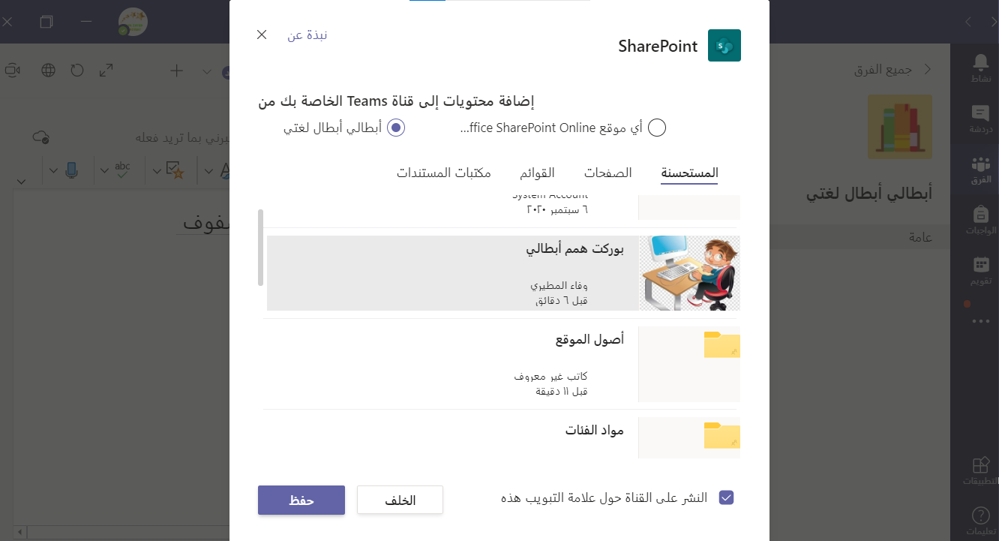 نبذة عن
SharePoint
إضافة محتويات إلى قناة Teams الخاصة بك من
أي موقع ffice SharePoint Online...
أبطالي أبطال لغتي
المستحسنة
الصفحات
القوائم
مكتبات المستندات
System Account
٦ سبتمبر ٢٠٢٠
بوركت همم أبطالي
وفاء المطيري
قبل ٦ دقائق
أصول الموقع
كاتب غير معروف
قبل ١١ دقيقة
مواد الفئات
النشر على القناة حول علامة التبويب هذه
الخلف
حفظ
جميع الفرق
أبطالي أبطال لغتي
عامة
نشاط
دردشة
الفرق
الواجبات
تقويم
التطبيقات
تعليمات
بما تريد فعله
abc